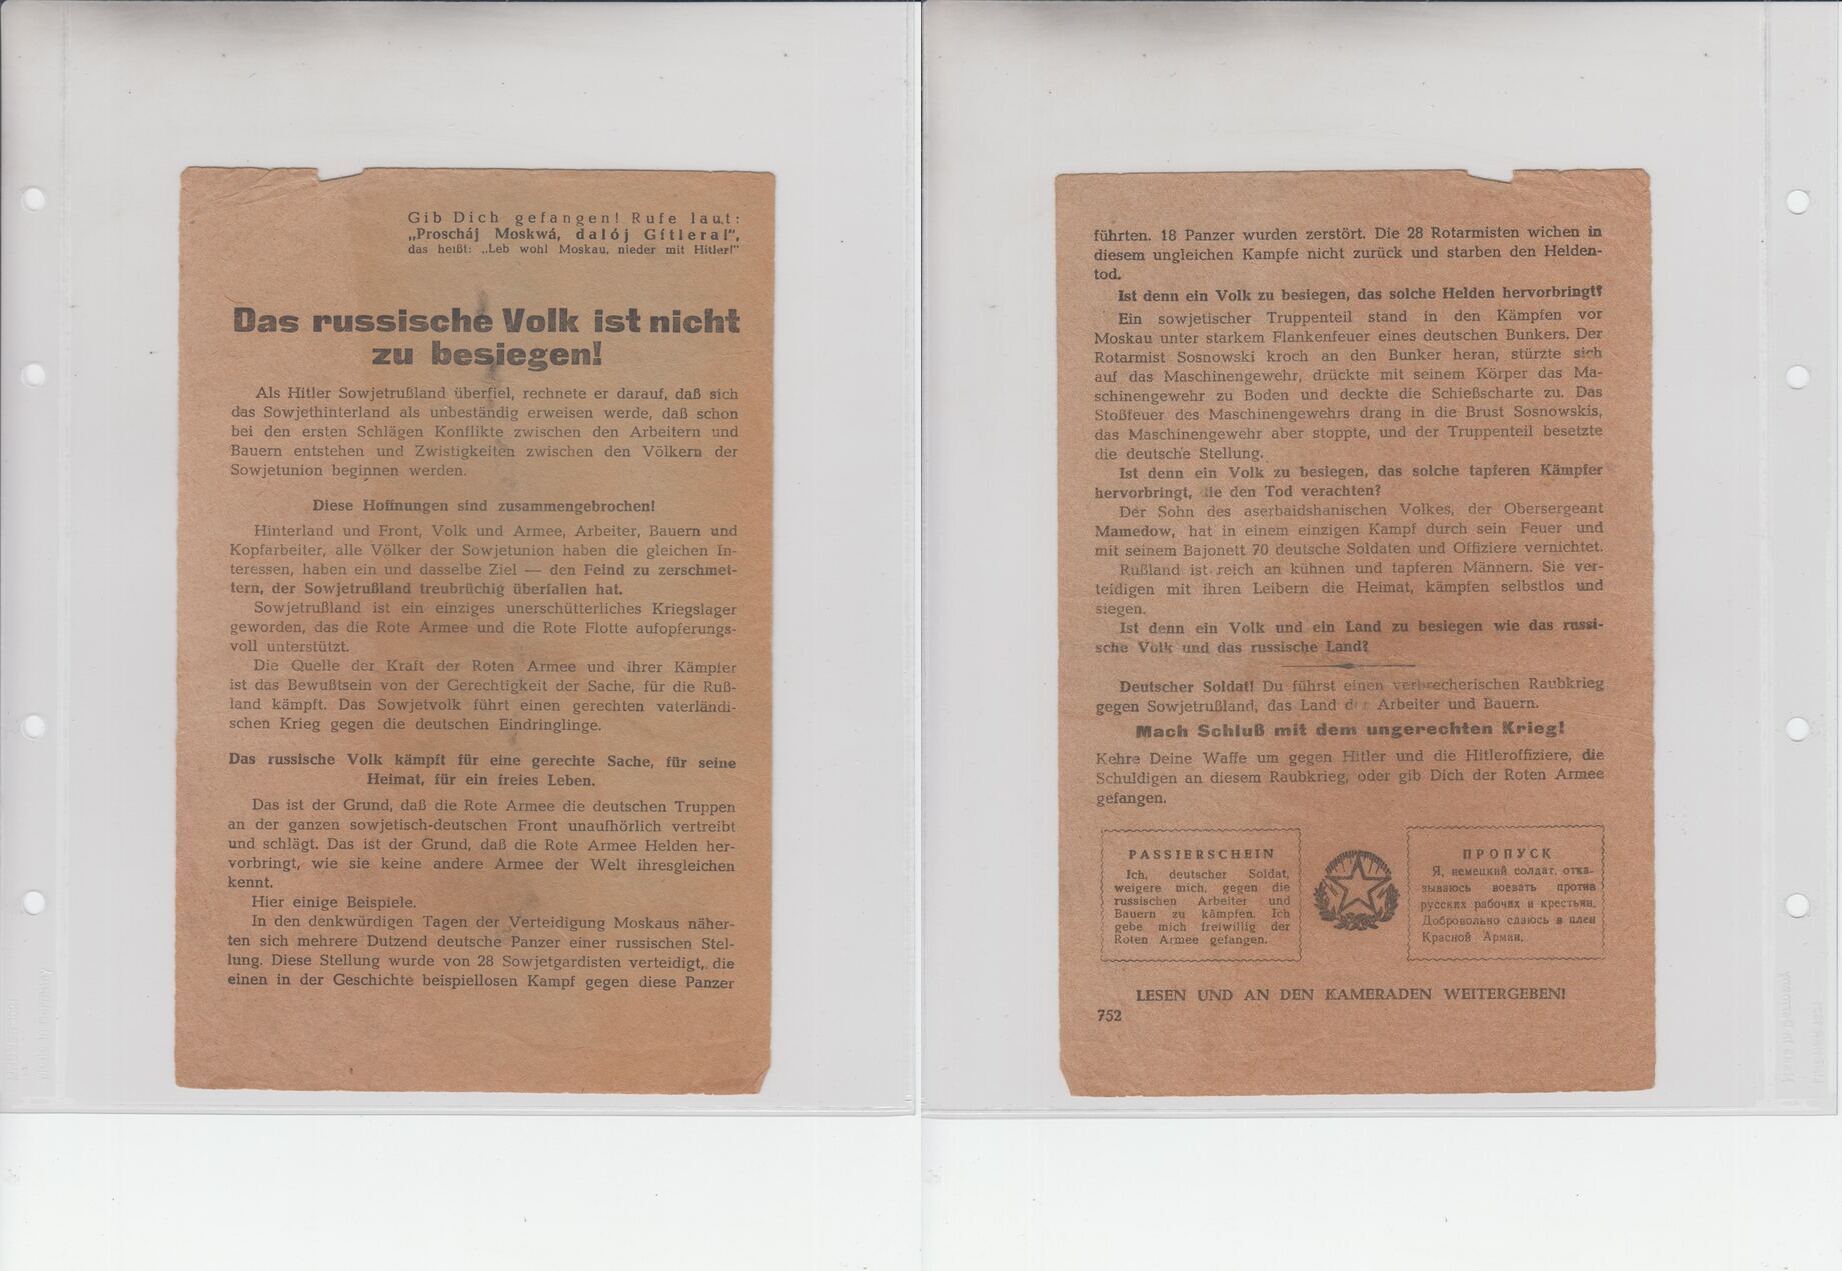 Gib Dich gefangen! Rufe laut:
„Proscháj Moskwá, dalój Gítlera!",
das heißt: „Leb wohl Moskau, nieder mit Hitler!"
Das russische Volk ist nicht
zu besiegen!
Als Hitler Sowjetrußland überfiel, rechnete er darauf, daß sich
das Sowjethinterland als unbeständig erweisen werde, daß schon
bei den ersten Schlägen Konflikte zwischen den Arbeitern und
Bauern entstehen und Zwistigkeiten zwischen den Völkern der
Sowjetunion beginnen werden.
Diese Hoffnungen sind zusammengebrochen!
Hinterland und Front, Volk und Armee, Arbeiter, Bauern und
Kopfarbeiter, alle Völker der Sowjetunion haben die gleichen In-
teressen, haben ein und dasselbe Ziel — den Feind zu zerschmet-
tern, der Sowjetrußland treubrüchig überfallen hat.
Sowjetrußland ist ein einziges unerschütterliches Kriegslager
geworden, das die Rote Armee und die Rote Flotte aufopferungs-
voll unterstützt.
Die Quelle der Kraft der Roten Armee und ihrer Kämpfer
ist das Bewußtsein von der Gerechtigkeit der Sache, für die Ruß-
land kämpft. Das Sowjetvolk führt einen gerechten vaterländi-
schen Krieg gegen die deutschen Eindringlinge.
Das russische Volk kämpft für eine gerechte Sache, für seine
Heimat, für ein freies Leben.
Das ist der Grund, daß die Rote Armee die deutschen Truppen
an der ganzen sowjetisch-deutschen Front unaufhörlich vertreibt
und schlägt. Das ist der Grund, daß die Rote Armee Helden her-
vorbringt, wie sie keine andere Armee der Welt ihresgleichen
kennt.
Hier einige Beispiele.
In den denkwürdigen Tagen der Verteidigung Moskaus näher-
ten sich mehrere Dutzend deutsche Panzer einer russischen Stel-
lung. Diese Stellung wurde von 28 Sowjetgardisten verteidigt, die
einen in der Geschichte beispiellosen Kampf gegen diese Panzer
führten. 18 Panzer wurden zerstört. Die 28 Rotarmisten wichen in
diesem ungleichen Kampfe nicht zurück und starben den Helden-
tod.
Ist denn ein Volk zu besiegen, das solche Helden hervorbringt?
Ein sowjetischer Truppenteil stand in den Kämpfen vor
Moskau unter starkem Flankenfeuer eines deutschen Bunkers. Der
Rotarmist Sosnowski kroch an den Bunker heran, stürzte sich
auf das Maschinengewehr, drückte mit seinem Körper das Ma-
schinengewehr zu Boden und deckte die Schießscharte zu. Das
Stoßfeuer des Maschinengewehrs drang in die Brust Sosnowskis,
das Maschinengewehr aber stoppte, und der Truppenteil besetzte
die deutsche Stellung.
Ist denn ein Volk zu besiegen, das solche tapferen Kämpfer
hervorbringt, die den Tod verachten?
Der Sohn des aserbaidshanischen Volkes, der Obersergeant
Mamedow, hat in einem einzigen Kampf durch sein Feuer und
mit seinem Bajonett 70 deutsche Soldaten und Offiziere vernichtet.
Rußland ist reich an kühnen und tapferen Männern. Sie ver-
teidigen mit ihren Leibern die Heimat, kämpfen selbstlos und
siegen.
Ist denn ein Volk und ein Land zu besiegen wie das russi-
sche Volk und das russische Land?
Deutscher Soldat! Du führst einen verbrecherischen Raubkrieg
gegen Sowjetrußland, das Land der Arbeiter und Bauern.
Mach Schluß mit dem ungerechten Krieg!
Kehre Deine Waffe um gegen Hitler und die Hitleroffiziere, die
Schuldigen an diesem Raubkrieg, oder gib Dich der Roten Armee
gefangen.
PASSIERSCHEIN
Ich, deutscher Soldat,
weigere mich, gegen die
russischen Arbeiter und
Bauern zu kämpfen. Ich
gebe mich freiwillig der
Roten Armee gefangen.
ПРОПУСК
Я, немецкий солдат, отка-
зываюсь воевать против
русских рабочих и крестьян.
Добровольно сдаюсь в плен
Красной Армии.
LESEN UND AN DEN KAMERADEN WEITERGEBEN!
752